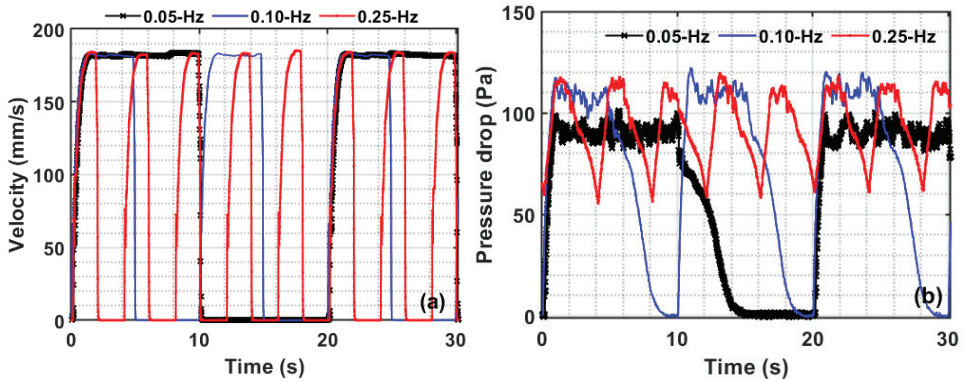 0.05-Hz 0.10-Hz 0.25-Hz
200
150
100
50
0
Velocity (mm/s)
0 10 20 30
Time (s)
(a)
150
100
50
0
Pressure drop (Pa)
0.05-Hz 0.10-Hz 0.25-Hz
0 10 20 30
Time (s)
(b)